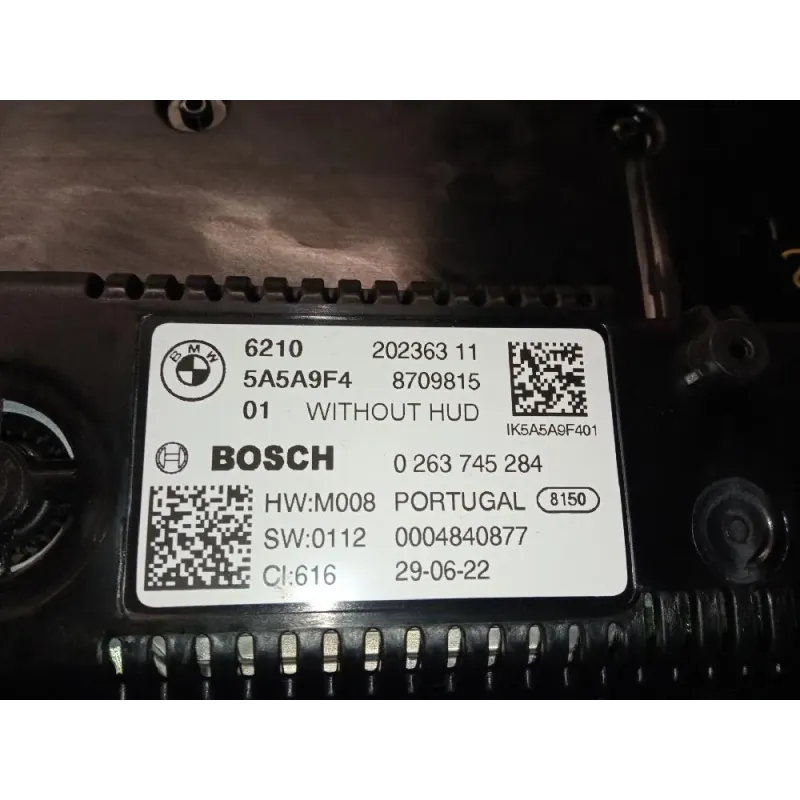 BMW
6210 202363 11
5A5A9F4 8709815
01 WITHOUT HUD
IK5A5A9F401
BOSCH 0 263 745 284
HW:M008 PORTUGAL 8150
SW:0112 0004840877
CI:616 29-06-22